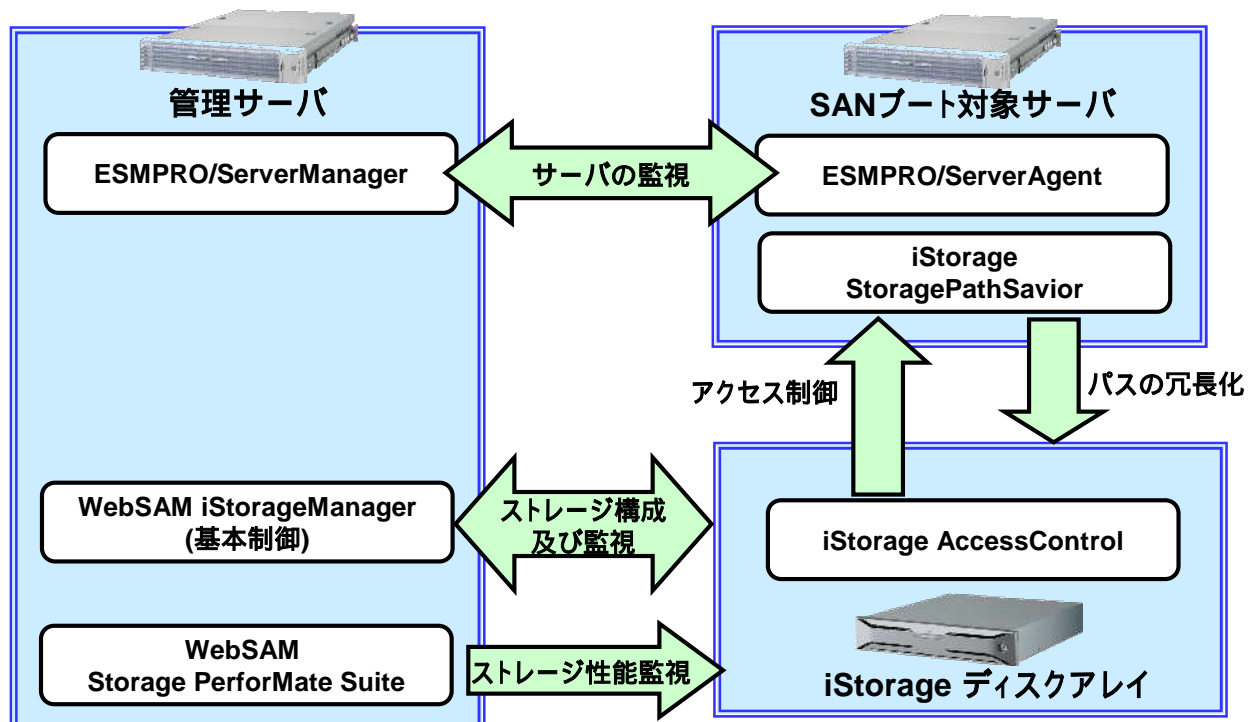 管理サーバ
SANブート対象サーバ
ESMPRO/ServerManager
サーバの監視
ESMPRO/ServerAgent
iStorage
StoragePathSavior
アクセス制御
パスの冗長化
WebSAM iStorageManager
(基本制御)
ストレージ構成
及び監視
iStorage AccessControl
WebSAM
Storage PerforMate Suite
ストレージ性能監視
iStorage ディスクアレイ